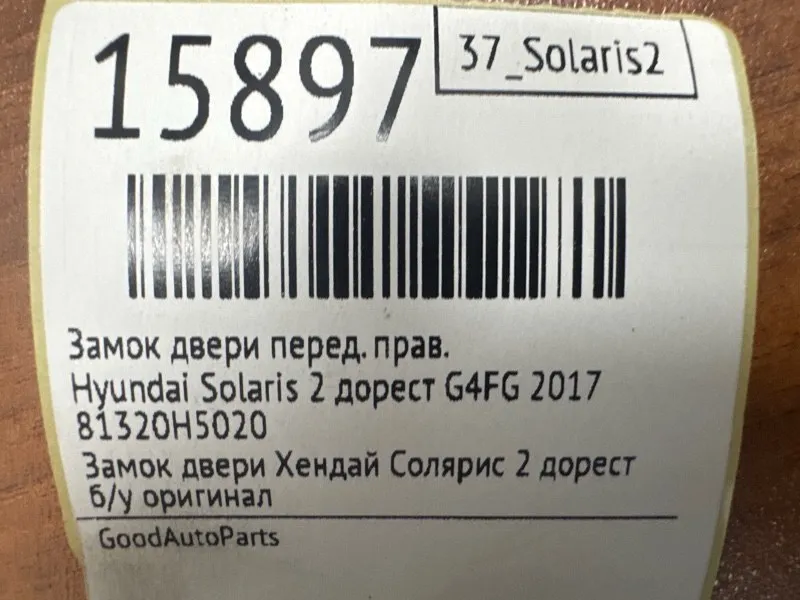 15897
37_Solaris2
Замок двери перед. прав.
Hyundai Solaris 2 дорест G4FG 2017
81320H5020
Замок двери Хендай Солярис 2 дорест
б/у оригинал
GoodAutoParts